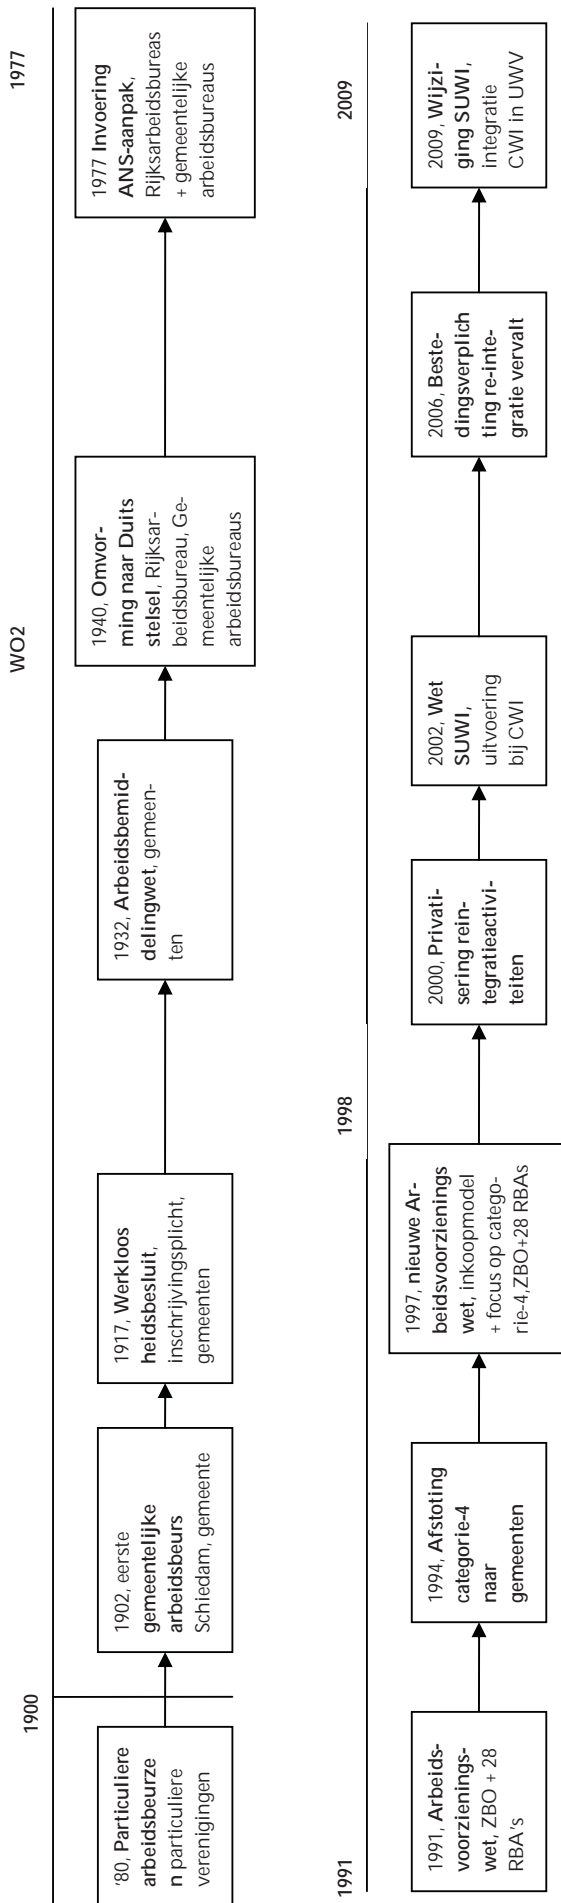 1900
WO2
1977
'80, Particuliere
arbeidsbeurze
n particuliere
verenigingen
1902, eerste
gemeentelijke
arbeidsbeurs
Schiedam, gemeente
1917, Werkloos
heidsbesluit,
inschrijvingsplicht,
gemeenten
1932, Arbeidsbemid-
delingwet, gemeen-
ten
1940, Omvor-
ming naar Duits
stelsel, Rijksar-
beidsbureau, Ge-
meentelijke
arbeidsbureaus
1977 Invoering
ANS-aanpak,
Rijksarbeidsbureas
+ gemeentelijke
arbeidsbureaus
1991
1998
2009
1991, Arbeids-
voorzienings-
wet, ZBO + 28
RBA's
1994, Afstoting
categorie-4
naar
gemeenten
1997, nieuwe Ar-
beidsvoorzienings
wet, inkoopmodel
+ focus op catego-
rie-4,ZBO+28 RBAs
2000, Privati-
sering rein-
tegratieactivi-
teiten
2002, Wet
SUWI,
uitvoering
bij CWI
2006, Beste-
dingsverplich
ting re-inte-
gratie vervalt
2009, Wijzi-
ging SUWI,
integratie
CWI in UWV